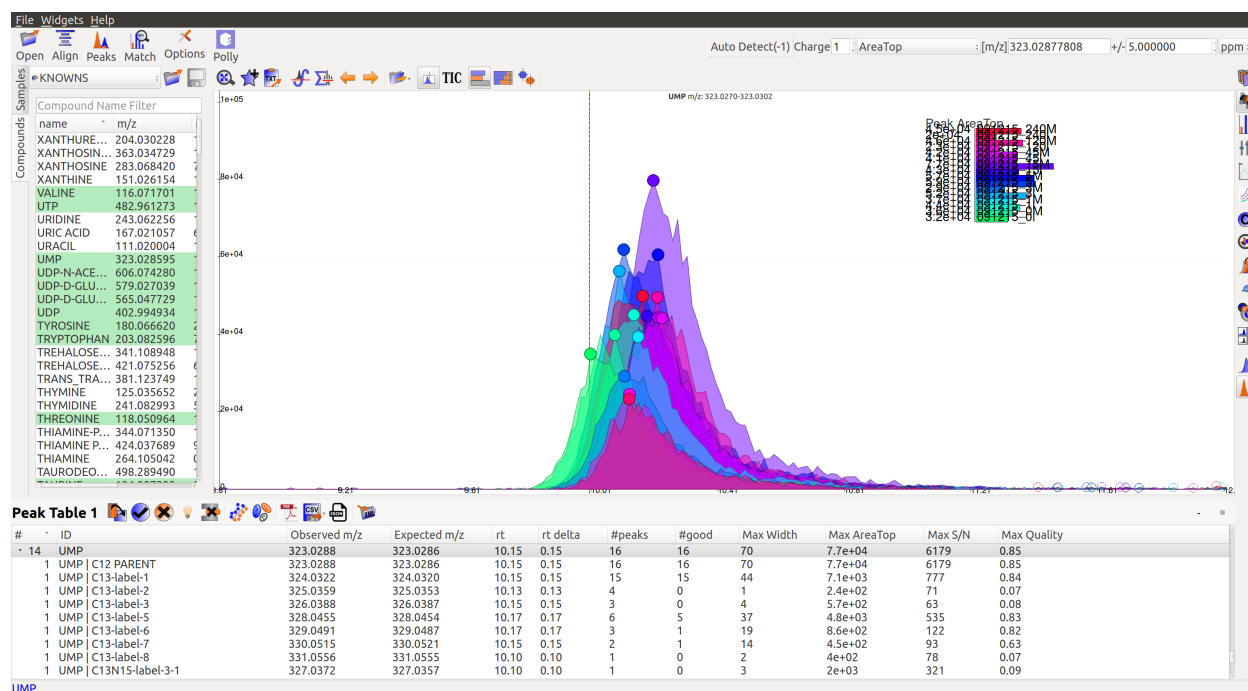 File Widgets Help
Open Align Peaks Match Options Polly
Auto Detect(-1) Charge 1 AreaTop [m/z] 323.02877808 +/- 5.000000 ppm
KNOWNS
TIC
Samples
Compounds
Compound Name Filter
name m/z
XANTHURE... 204.030228
XANTHOSIN... 363.034729
XANTHOSINE 283.068420
XANTHINE 151.026154
VALINE 116.071701
UTP 482.961273
URIDINE 243.062256
URIC ACID 167.021057
URACIL 111.020004
UMP 323.028595
UDP-N-ACE... 606.074280
UDP-D-GLU... 579.027039
UDP-D-GLU... 565.047729
UDP 402.994934
TYROSINE 180.066620
TRYPTOPHAN 203.082596
TREHALOSE... 341.108948
TREHALOSE... 421.075256
TRANS_TRA... 381.123749
THYMINE 125.035652
THYMIDINE 241.082993
THREONINE 118.050964
THIAMINE-P... 344.071350
THIAMINE P... 424.037689
THIAMINE 264.105042
TAURODEO... 498.289490
UMP m/z: 323.0270-323.0302
1e+05
8e+04
6e+04
4e+04
2e+04
Peak AreaTop
3.2e+04 091215_0I
9.21 9.61 10.01 10.41 10.81 11.21 11.61
Peak Table 1
# ID Observed m/z Expected m/z rt rt delta #peaks #good Max Width Max AreaTop Max S/N Max Quality
14 UMP 323.0288 323.0286 10.15 0.15 16 16 70 7.7e+04 6179 0.85
1 UMP | C12 PARENT 323.0288 323.0286 10.15 0.15 16 16 70 7.7e+04 6179 0.85
1 UMP | C13-label-1 324.0322 324.0320 10.15 0.15 15 15 44 7.1e+03 777 0.84
1 UMP | C13-label-2 325.0359 325.0353 10.13 0.13 4 0 1 2.4e+02 71 0.07
1 UMP | C13-label-3 326.0388 326.0387 10.15 0.15 3 0 4 5.7e+02 63 0.08
1 UMP | C13-label-5 328.0455 328.0454 10.17 0.17 6 5 37 4.8e+03 535 0.83
1 UMP | C13-label-6 329.0491 329.0487 10.17 0.17 3 1 19 8.6e+02 122 0.82
1 UMP | C13-label-7 330.0515 330.0521 10.15 0.15 2 1 14 4.5e+02 93 0.63
1 UMP | C13-label-8 331.0556 331.0555 10.10 0.10 1 0 2 4e+02 78 0.07
1 UMP | C13N15-label-3-1 327.0372 327.0357 10.10 0.10 1 0 3 2e+03 321 0.09
UMP